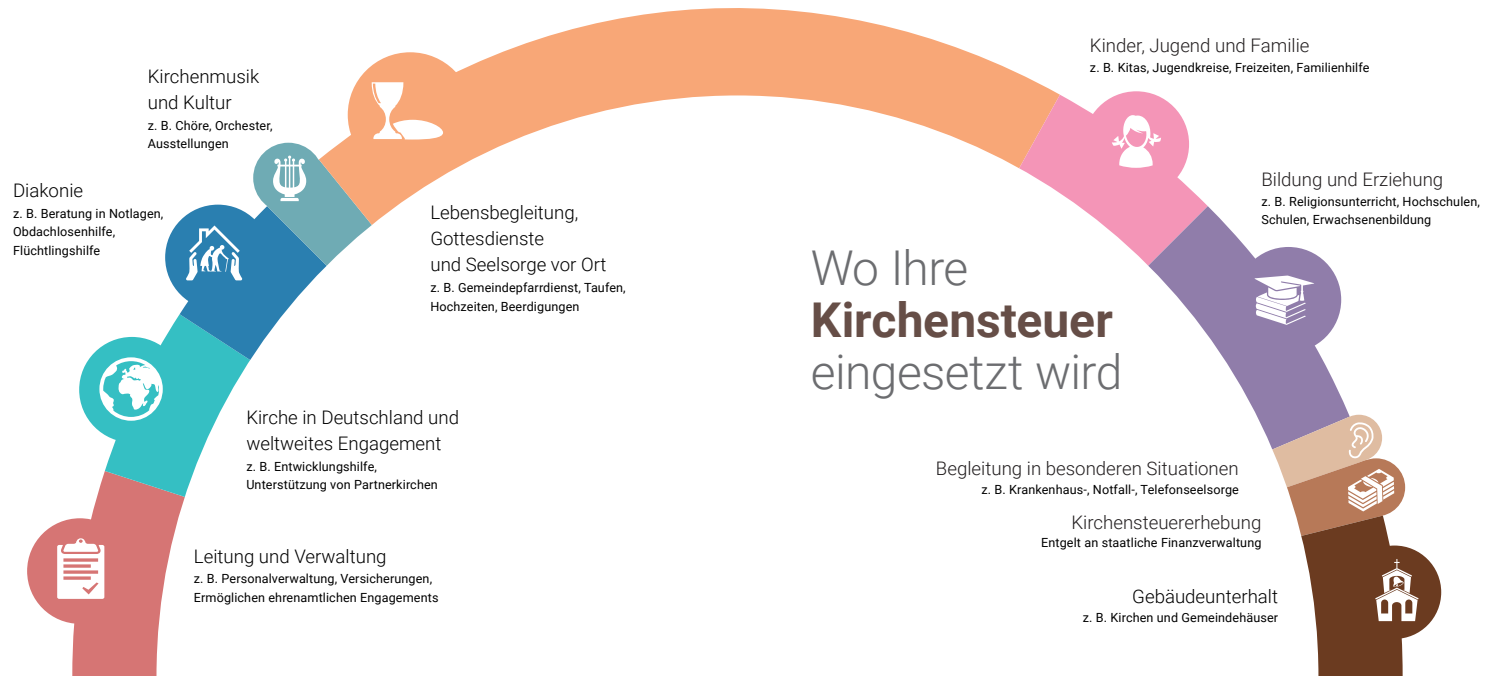 Kirchenmusik
und Kultur
z. B. Chöre, Orchester,
Ausstellungen
Diakonie
z. B. Beratung in Notlagen,
Obdachlosenhilfe,
Flüchtlingshilfe
Lebensbegleitung,
Gottesdienste
und Seelsorge vor Ort
z. B. Gemeindepfarrdienst, Taufen,
Hochzeiten, Beerdigungen
Kirche in Deutschland und
weltweites Engagement
z. B. Entwicklungshilfe,
Unterstützung von Partnerkirchen
Leitung und Verwaltung
z. B. Personalverwaltung, Versicherungen,
Ermöglichen ehrenamtlichen Engagements
Wo Ihre
Kirchensteuer
eingesetzt wird
Kinder, Jugend und Familie
z. B. Kitas, Jugendkreise, Freizeiten, Familienhilfe
Bildung und Erziehung
z. B. Religionsunterricht, Hochschulen,
Schulen, Erwachsenenbildung
Begleitung in besonderen Situationen
z. B. Krankenhaus-, Notfall-, Telefonseelsorge
Kirchensteuererhebung
Entgelt an staatliche Finanzverwaltung
Gebäudeunterhalt
z. B. Kirchen und Gemeindehäuser